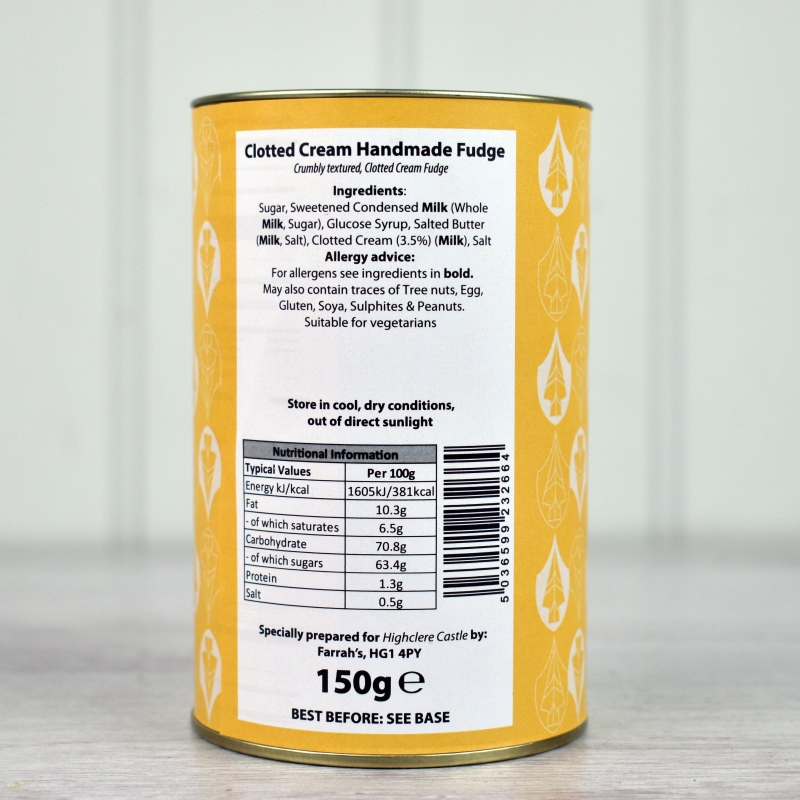 Clotted Cream Handmade Fudge
Crumbly textured, Clotted Cream Fudge
Ingredients:
Sugar, Sweetened Condensed Milk (Whole
Milk, Sugar), Glucose Syrup, Salted Butter
(Milk, Salt), Clotted Cream (3.5%) (Milk), Salt
Allergy advice:
For allergens see ingredients in bold.
May also contain traces of Tree nuts, Egg,
Gluten, Soya, Sulphites & Peanuts.
Suitable for vegetarians
Store in cool, dry conditions,
out of direct sunlight
Nutritional Information
Typical Values Per 100g
Energy kJ/kcal 1605kJ/381kcal
Fat 10.3g
- of which saturates 6.5g
Carbohydrate 70.8g
- of which sugars 63.4g
Protein 1.3g
Salt 0.5g
5 036599 232664
Specially prepared for Highclere Castle by:
Farrah's, HG1 4PY
150g ℮
BEST BEFORE: SEE BASE